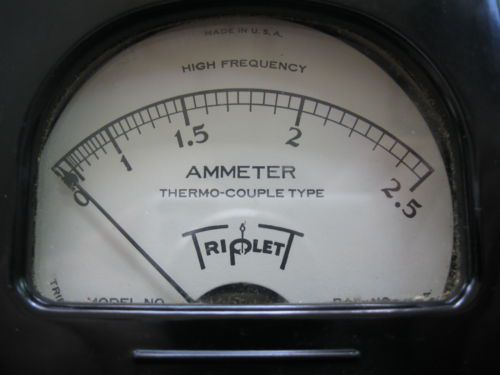 MADE IN U.S.A.
HIGH FREQUENCY
0 1 1.5 2 2.5
AMMETER
THERMO-COUPLE TYPE
TRIPLETT
MODEL NO.